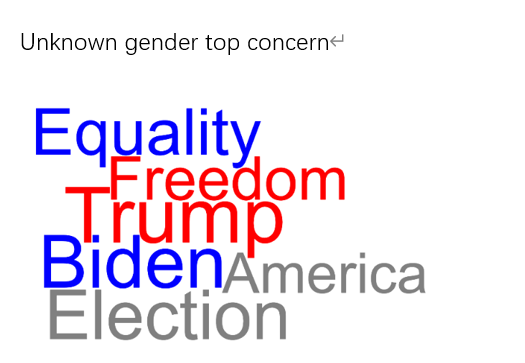 Unknown gender top concern↵
Equality
Freedom
Trump
Biden
America
Election